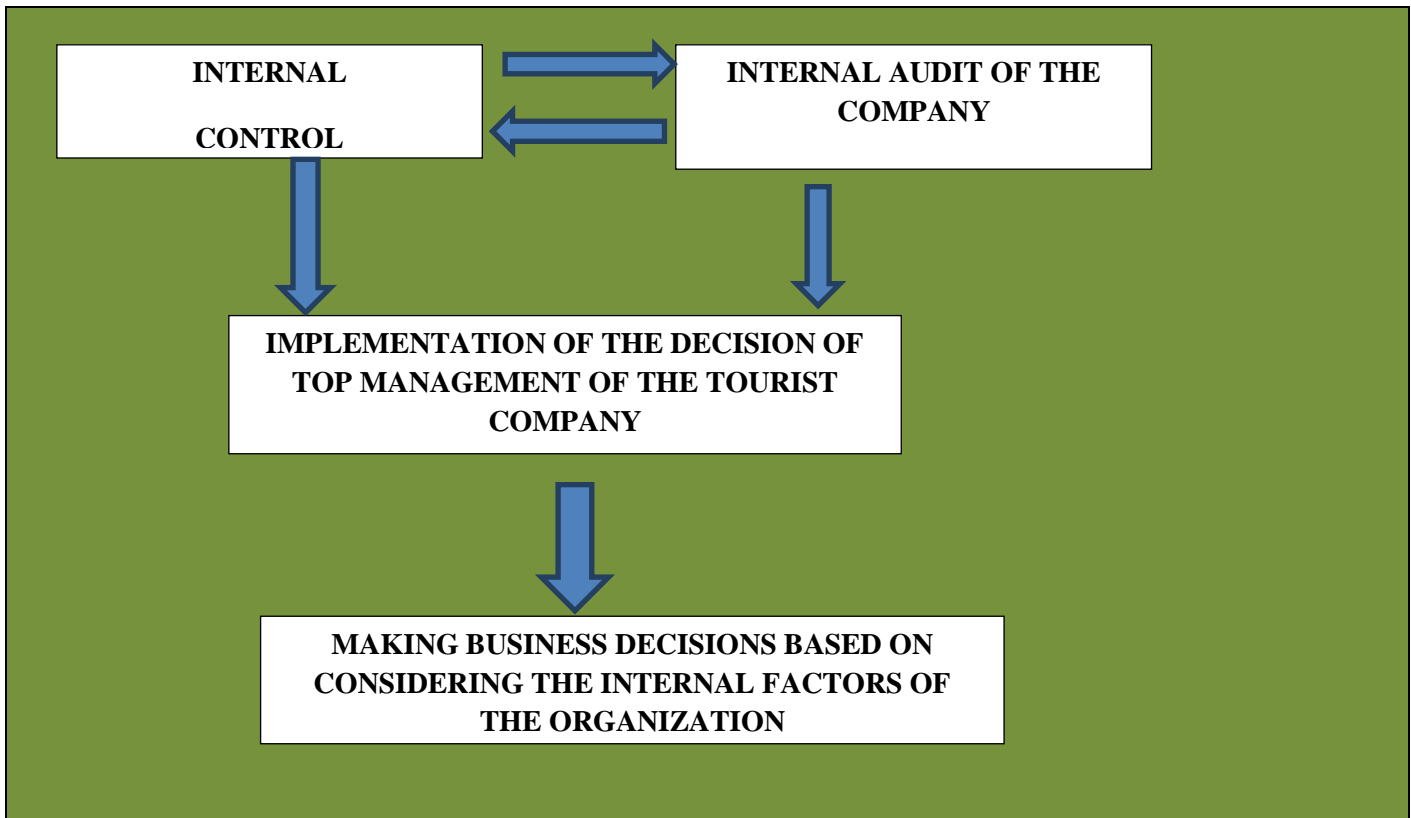 INTERNAL
CONTROL
INTERNAL AUDIT OF THE
COMPANY
IMPLEMENTATION OF THE DECISION OF
TOP MANAGEMENT OF THE TOURIST
COMPANY
MAKING BUSINESS DECISIONS BASED ON
CONSIDERING THE INTERNAL FACTORS OF
THE ORGANIZATION